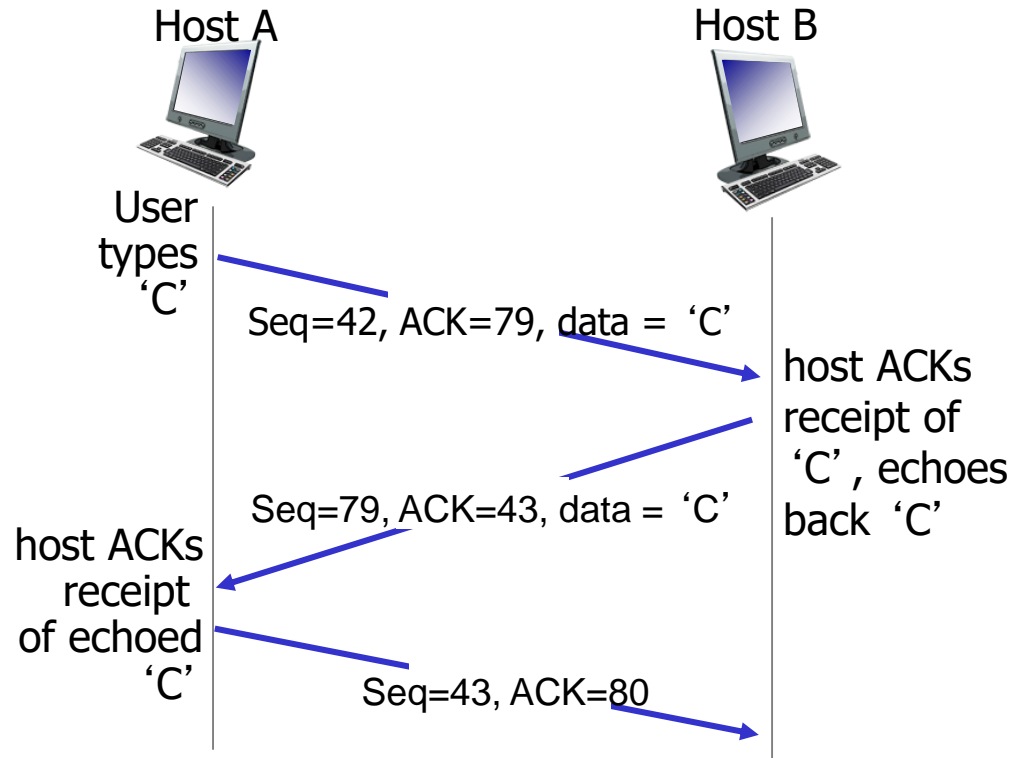 Host A
Host B
User
types
‘C’
Seq=42, ACK=79, data = ‘C’
host ACKs
receipt of
‘C’, echoes
back ‘C’
Seq=79, ACK=43, data = ‘C’
host ACKs
receipt
of echoed
‘C’
Seq=43, ACK=80